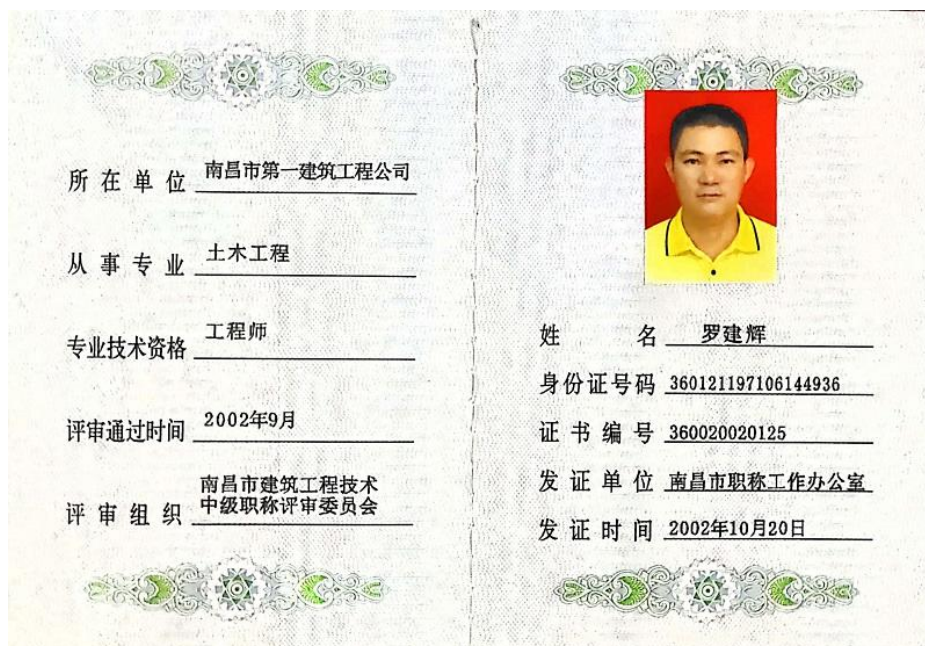 所在单位 南昌市第一建筑工程公司
从事专业 土木工程
专业技术资格 工程师
评审通过时间 2002年9月
评审组织 南昌市建筑工程技术
中级职称评审委员会
姓名 罗建辉
身份证号码 360121197106144936
证书编号 360020020125
发证单位 南昌市职称工作办公室
发证时间 2002年10月20日